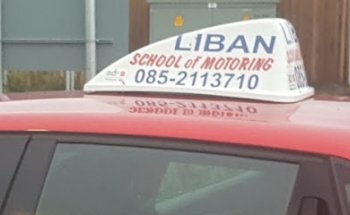 LIBAN
SCHOOL of MOTORING
085-2113710